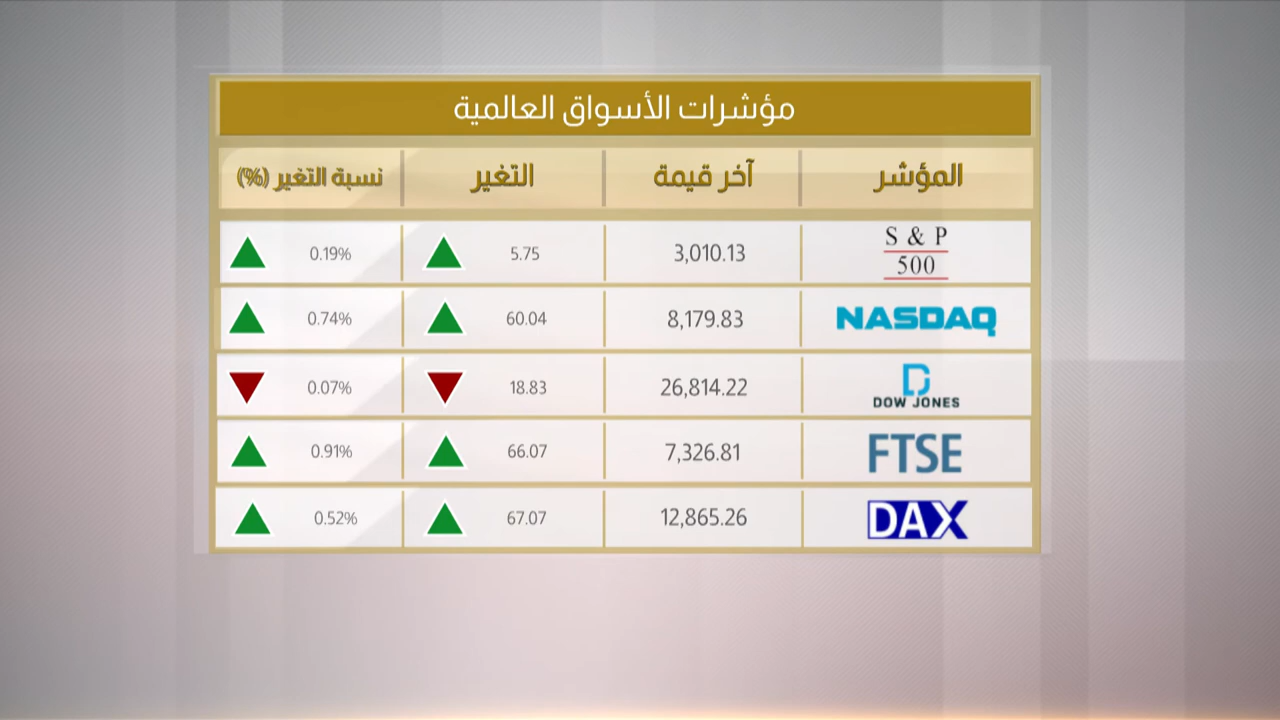 مؤشرات الأسواق العالمية
المؤشر آخر قيمة التغير نسبة التغير (%)
S & P
500 3,010.13 5.75 0.19%
NASDAQ 8,179.83 60.04 0.74%
DOW JONES 26,814.22 18.83 0.07%
FTSE 7,326.81 66.07 0.91%
DAX 12,865.26 67.07 0.52%